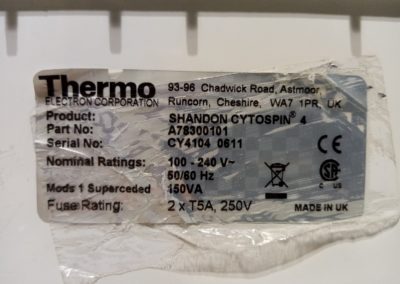 Thermo
ELECTRON CORPORATION
93-96 Chadwick Road, Astmoor,
Runcorn, Cheshire, WA7 1PR, UK
Product: SHANDON CYTOSPIN® 4
Part No: A78300101
Serial No: CY4104 0611
Nominal Ratings: 100 - 240 V~
50/60 Hz
Mods 1 Superceded 150VA
Fuse Rating: 2 x T5A, 250V
CE
SA
C US
MADE IN UK